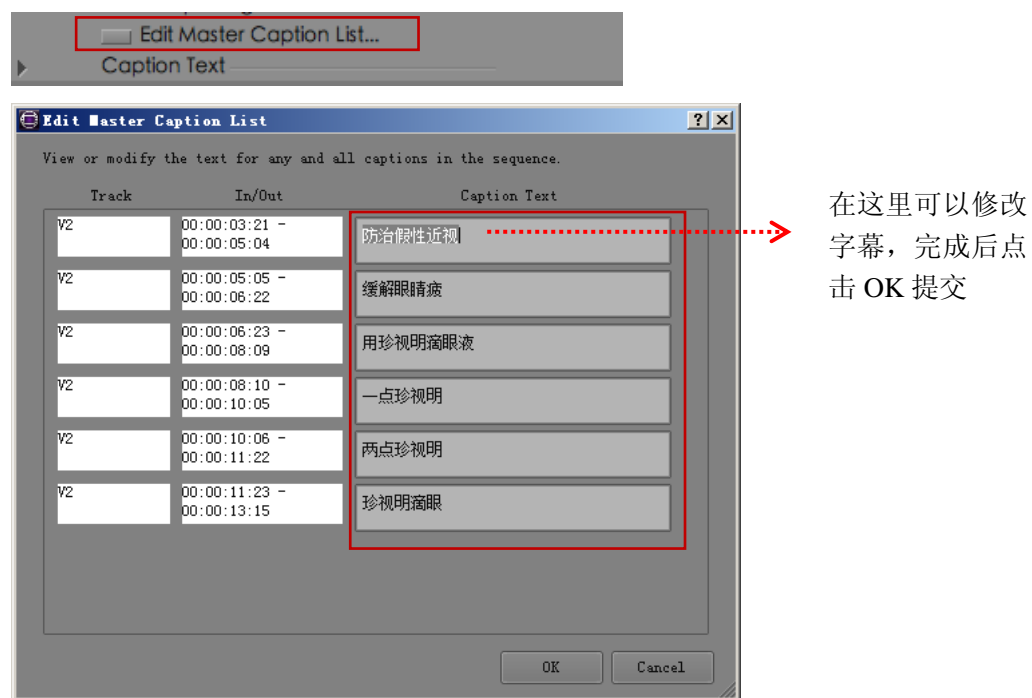 Edit Master Caption List...
Caption Text
Edit Master Caption List
View or modify the text for any and all captions in the sequence.
Track In/Out Caption Text
V2 00:00:03:21 -
00:00:05:04
防治假性近视
V2 00:00:05:05 -
00:00:06:22
缓解眼睛疲
V2 00:00:06:23 -
00:00:08:09
用珍视明滴眼液
V2 00:00:08:10 -
00:00:10:05
一点珍视明
V2 00:00:10:06 -
00:00:11:22
两点珍视明
V2 00:00:11:23 -
00:00:13:15
珍视明滴眼
OK Cancel
在这里可以修改
字幕，完成后点
击 OK 提交